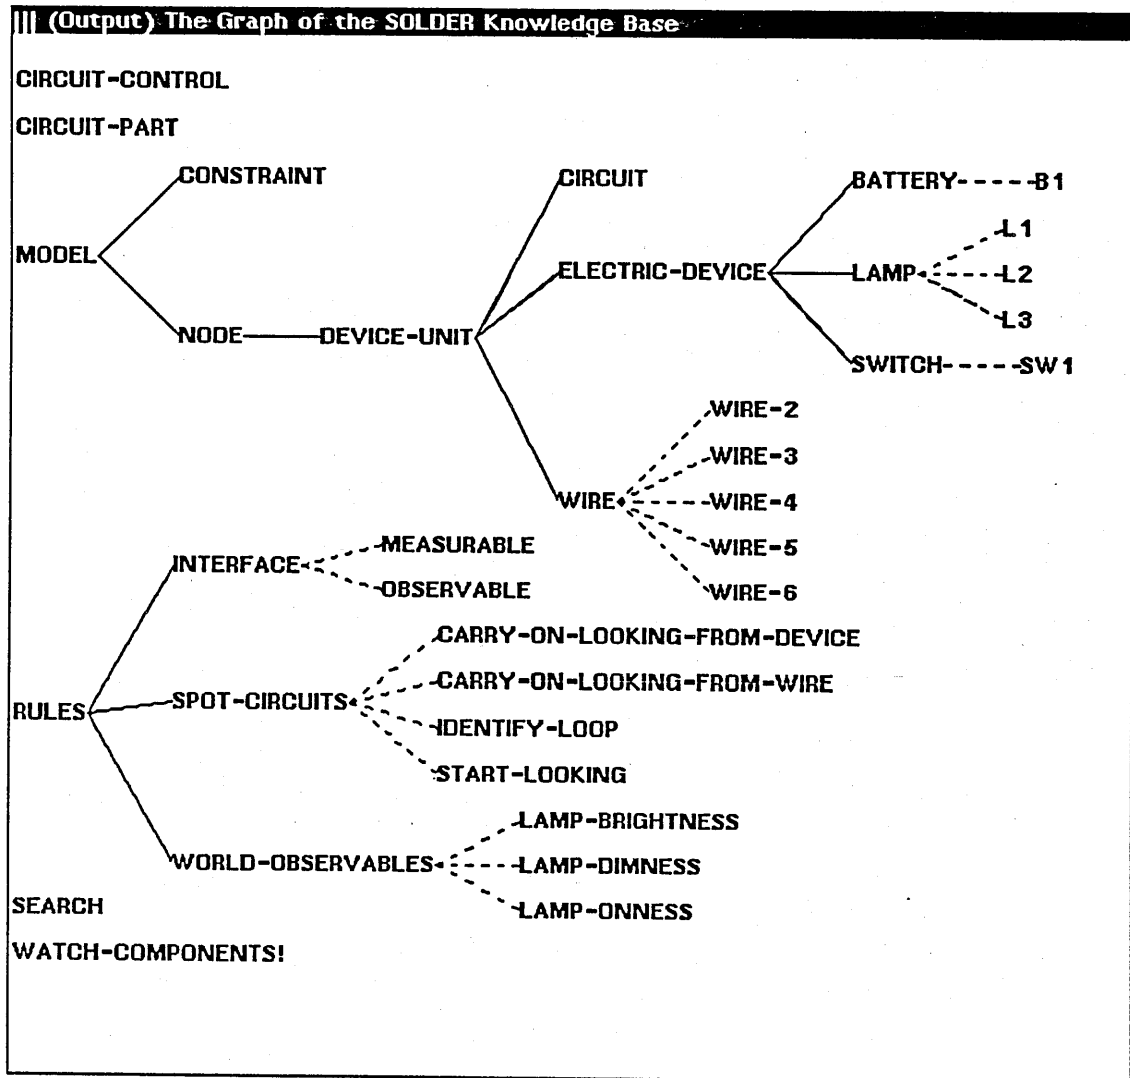 (Output) The Graph of the SOLDER Knowledge Base
CIRCUIT-CONTROL
CIRCUIT-PART
CONSTRAINT
CIRCUIT
BATTERY
B1
L1
MODEL
ELECTRIC-DEVICE
LAMP
L2
L3
NODE
DEVICE-UNIT
SWITCH
SW1
WIRE-2
WIRE-3
WIRE
WIRE-4
WIRE-5
WIRE-6
INTERFACE
MEASURABLE
OBSERVABLE
CARRY-ON-LOOKING-FROM-DEVICE
CARRY-ON-LOOKING-FROM-WIRE
RULES
SPOT-CIRCUITS
IDENTIFY-LOOP
START-LOOKING
LAMP-BRIGHTNESS
WORLD-OBSERVABLES
LAMP-DIMNESS
LAMP-ONNESS
SEARCH
WATCH-COMPONENTS!